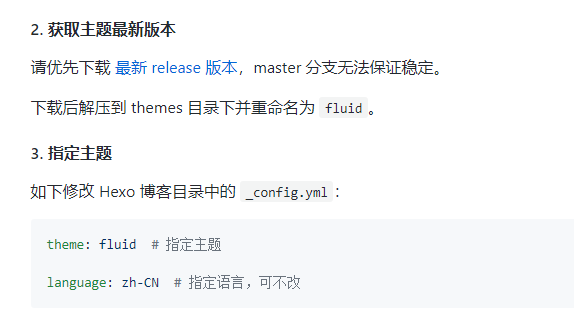 2. 获取主题最新版本
请优先下载 最新 release 版本，master 分支无法保证稳定。
下载后解压到 themes 目录下并重命名为 fluid。
3. 指定主题
如下修改 Hexo 博客目录中的 _config.yml：
theme: fluid  # 指定主题
language: zh-CN  # 指定语言，可不改